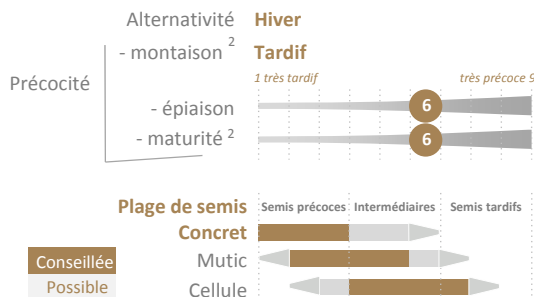 Alternativité Hiver
- montaison 2 Tardif
Précocité
1 très tardif très précoce 9
- épiaison 6
- maturité 2 6
Plage de semis Semis précoces Intermédiaires Semis tardifs
Concret
Conseillée Mutic
Possible Cellule